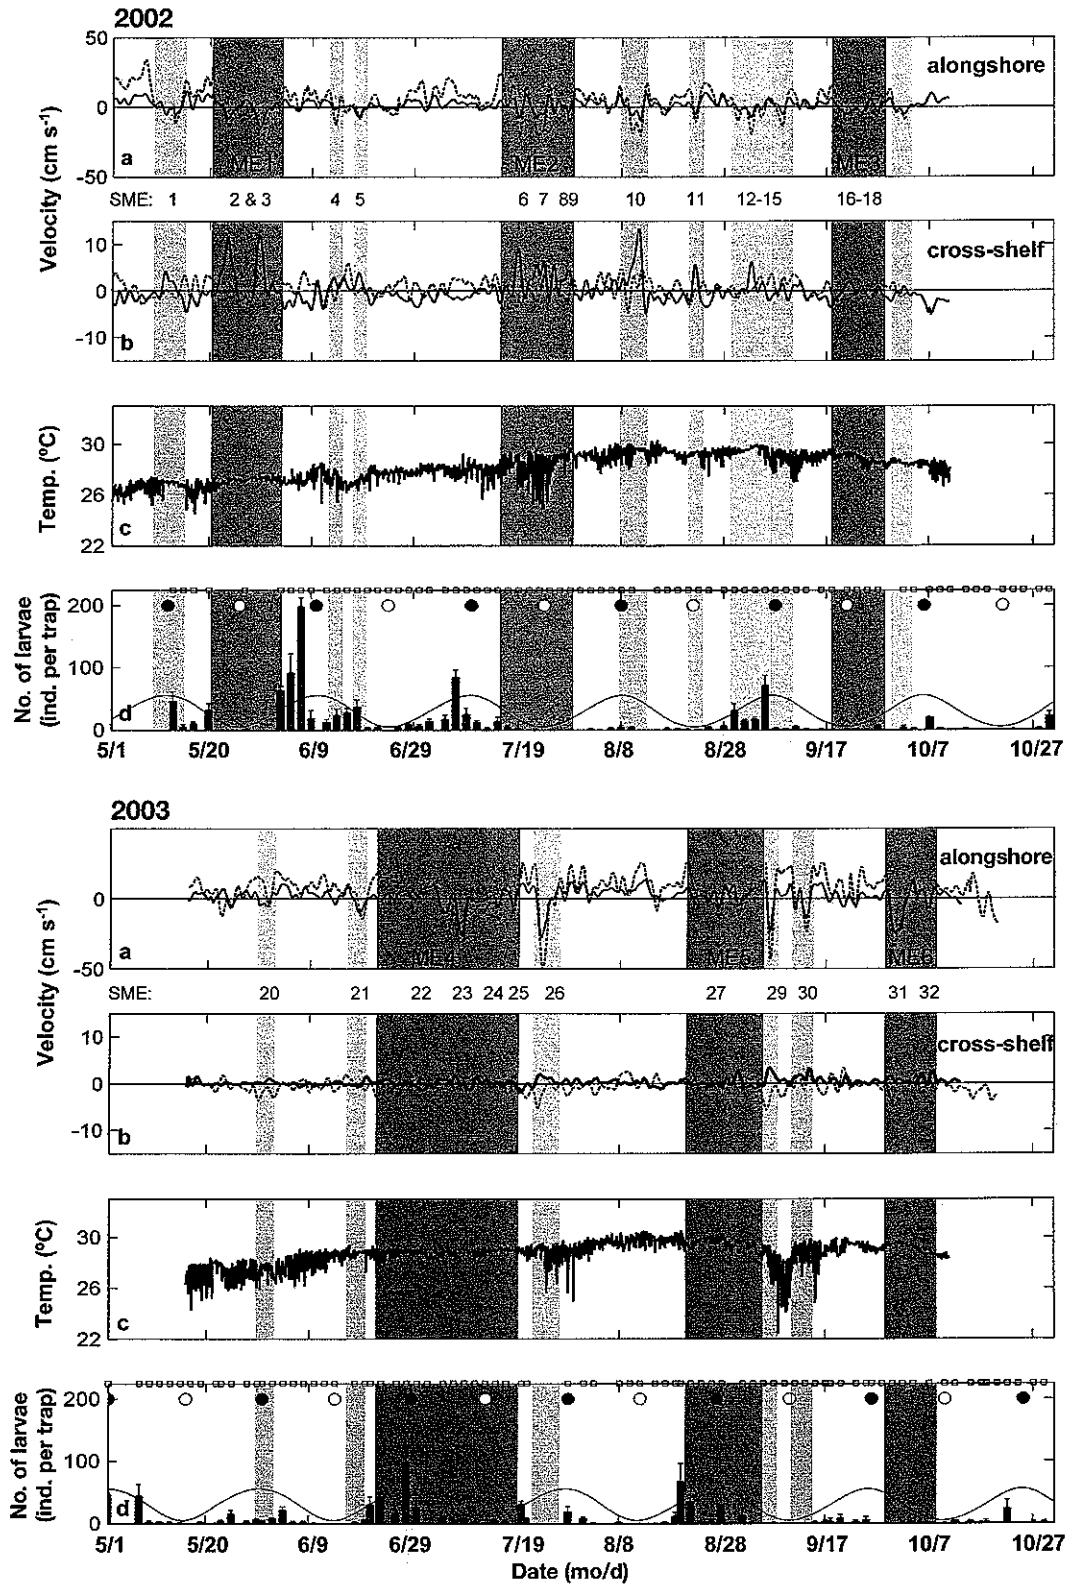 2002
50
0
-50
Velocity (cm s⁻¹)
alongshore
a
ME1
ME2
ME3
SME: 1 2 & 3 4 5 6 7 89 10 11 12-15 16-18
10
0
-10
cross-shelf
b
30
26
22
Temp. (ºC)
c
200
100
0
No. of larvae
(ind. per trap)
d
5/1 5/20 6/9 6/29 7/19 8/8 8/28 9/17 10/7 10/27
2003
0
-50
Velocity (cm s⁻¹)
alongshore
a
ME4
ME5
ME6
SME: 20 21 22 23 24 25 26 27 29 30 31 32
10
0
-10
cross-shelf
b
30
26
22
Temp. (ºC)
c
200
100
0
No. of larvae
(ind. per trap)
d
5/1 5/20 6/9 6/29 7/19 8/8 8/28 9/17 10/7 10/27
Date (mo/d)